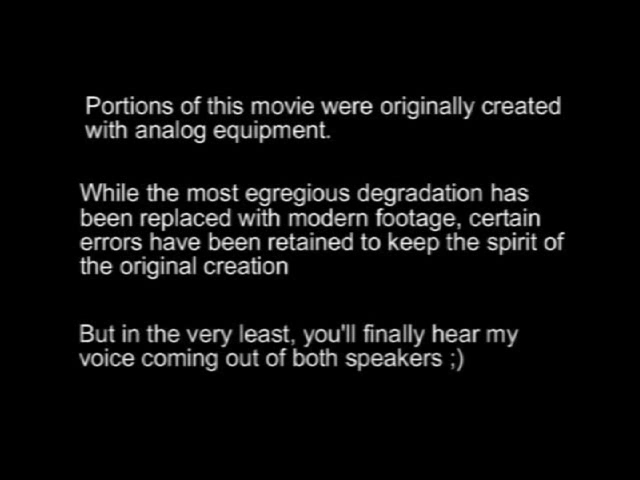 Portions of this movie were originally created
with analog equipment.
While the most egregious degradation has
been replaced with modern footage, certain
errors have been retained to keep the spirit of
the original creation
But in the very least, you'll finally hear my
voice coming out of both speakers ;)